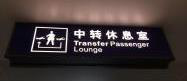 中转休息室
Transfer Passenger
Lounge